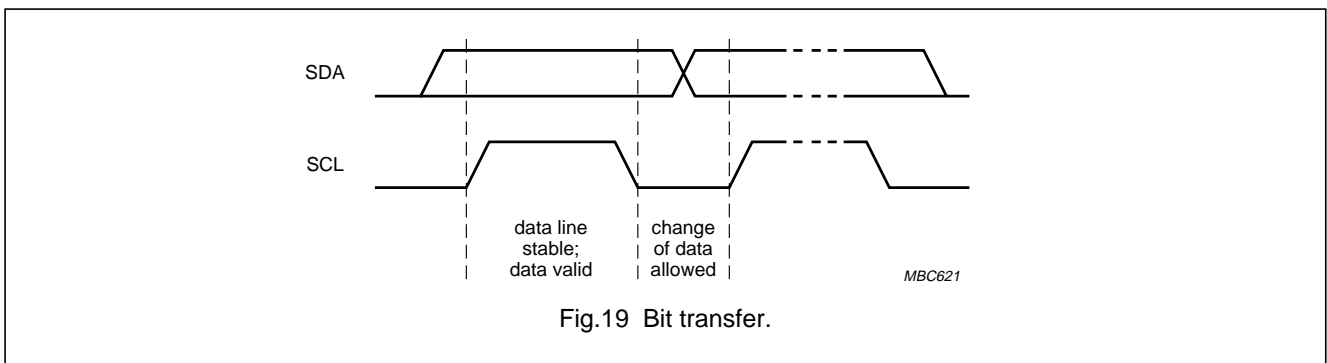 SDA
SCL
data line
stable;
data valid
change
of data
allowed
MBC621
Fig.19 Bit transfer.